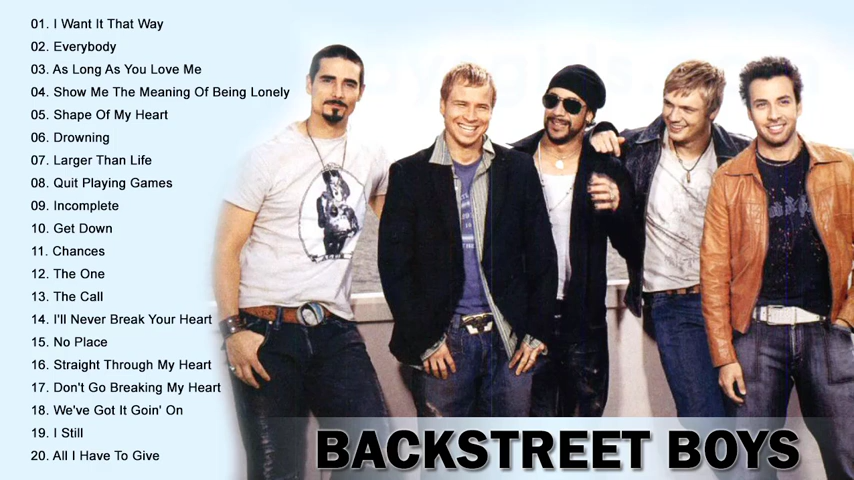 01. I Want It That Way
02. Everybody
03. As Long As You Love Me
04. Show Me The Meaning Of Being Lonely
05. Shape Of My Heart
06. Drowning
07. Larger Than Life
08. Quit Playing Games
09. Incomplete
10. Get Down
11. Chances
12. The One
13. The Call
14. I'll Never Break Your Heart
15. No Place
16. Straight Through My Heart
17. Don't Go Breaking My Heart
18. We've Got It Goin' On
19. I Still
20. All I Have To Give
BACKSTREET BOYS